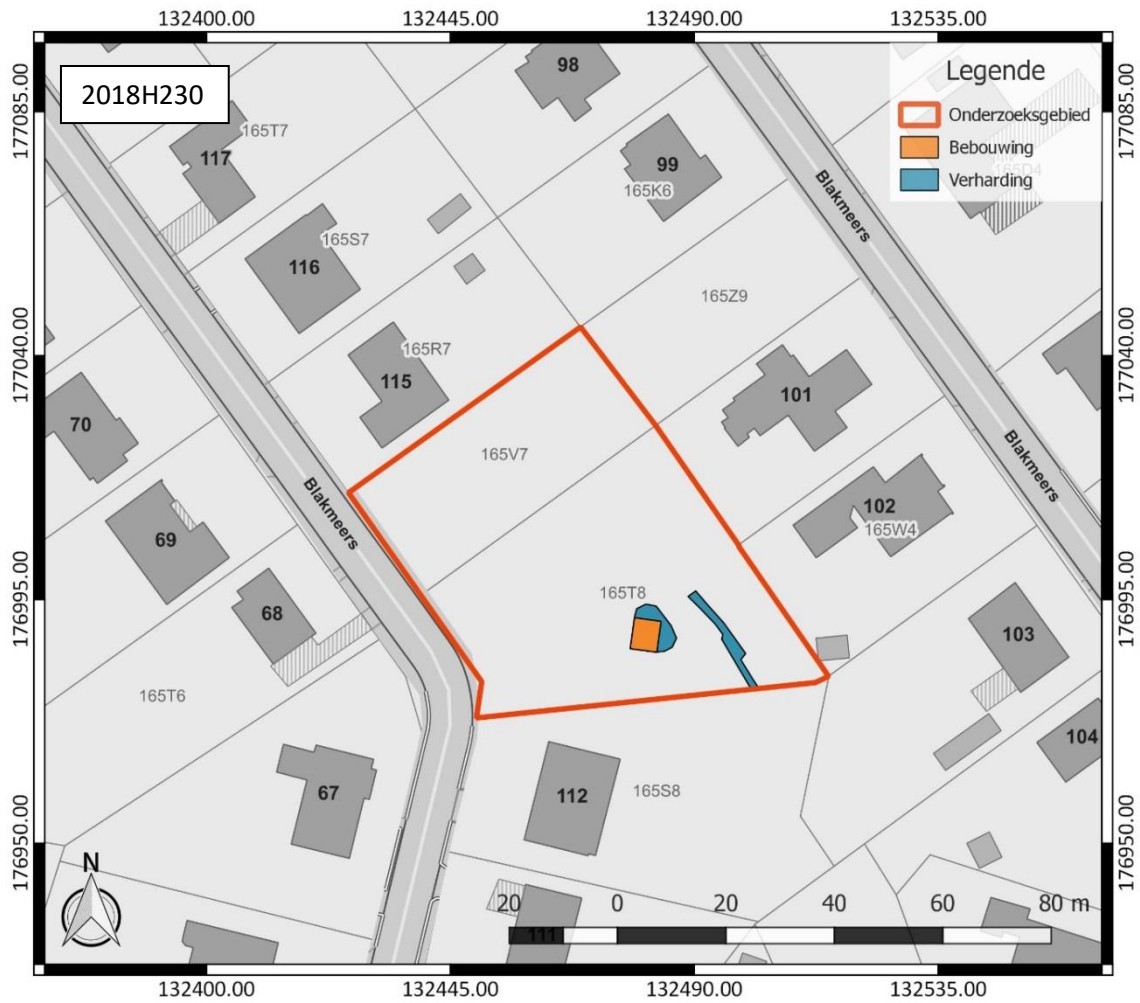 132400.00 132445.00 132490.00 132535.00
2018H230
Legende
Onderzoeksgebied
Bebouwing
Verharding
177085.00
177040.00
176995.00
176950.00
177085.00
177040.00
176995.00
176950.00
98
165T7
117
99
165K6
165D4
Blakmeers
165S7
116
165Z9
165R7
115
101
70
165V7
Blakmeers
Blakmeers
102
165W4
69
165T8
68
103
165T6
104
67
112
165S8
N
111
20 0 20 40 60 80 m
132400.00 132445.00 132490.00 132535.00